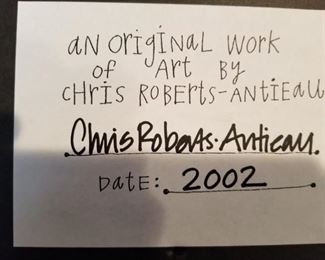 an original work
of Art By
CHRIS ROBERTS-ANTIEAU
Chris Roberts-Antieau.
DATE: 2002